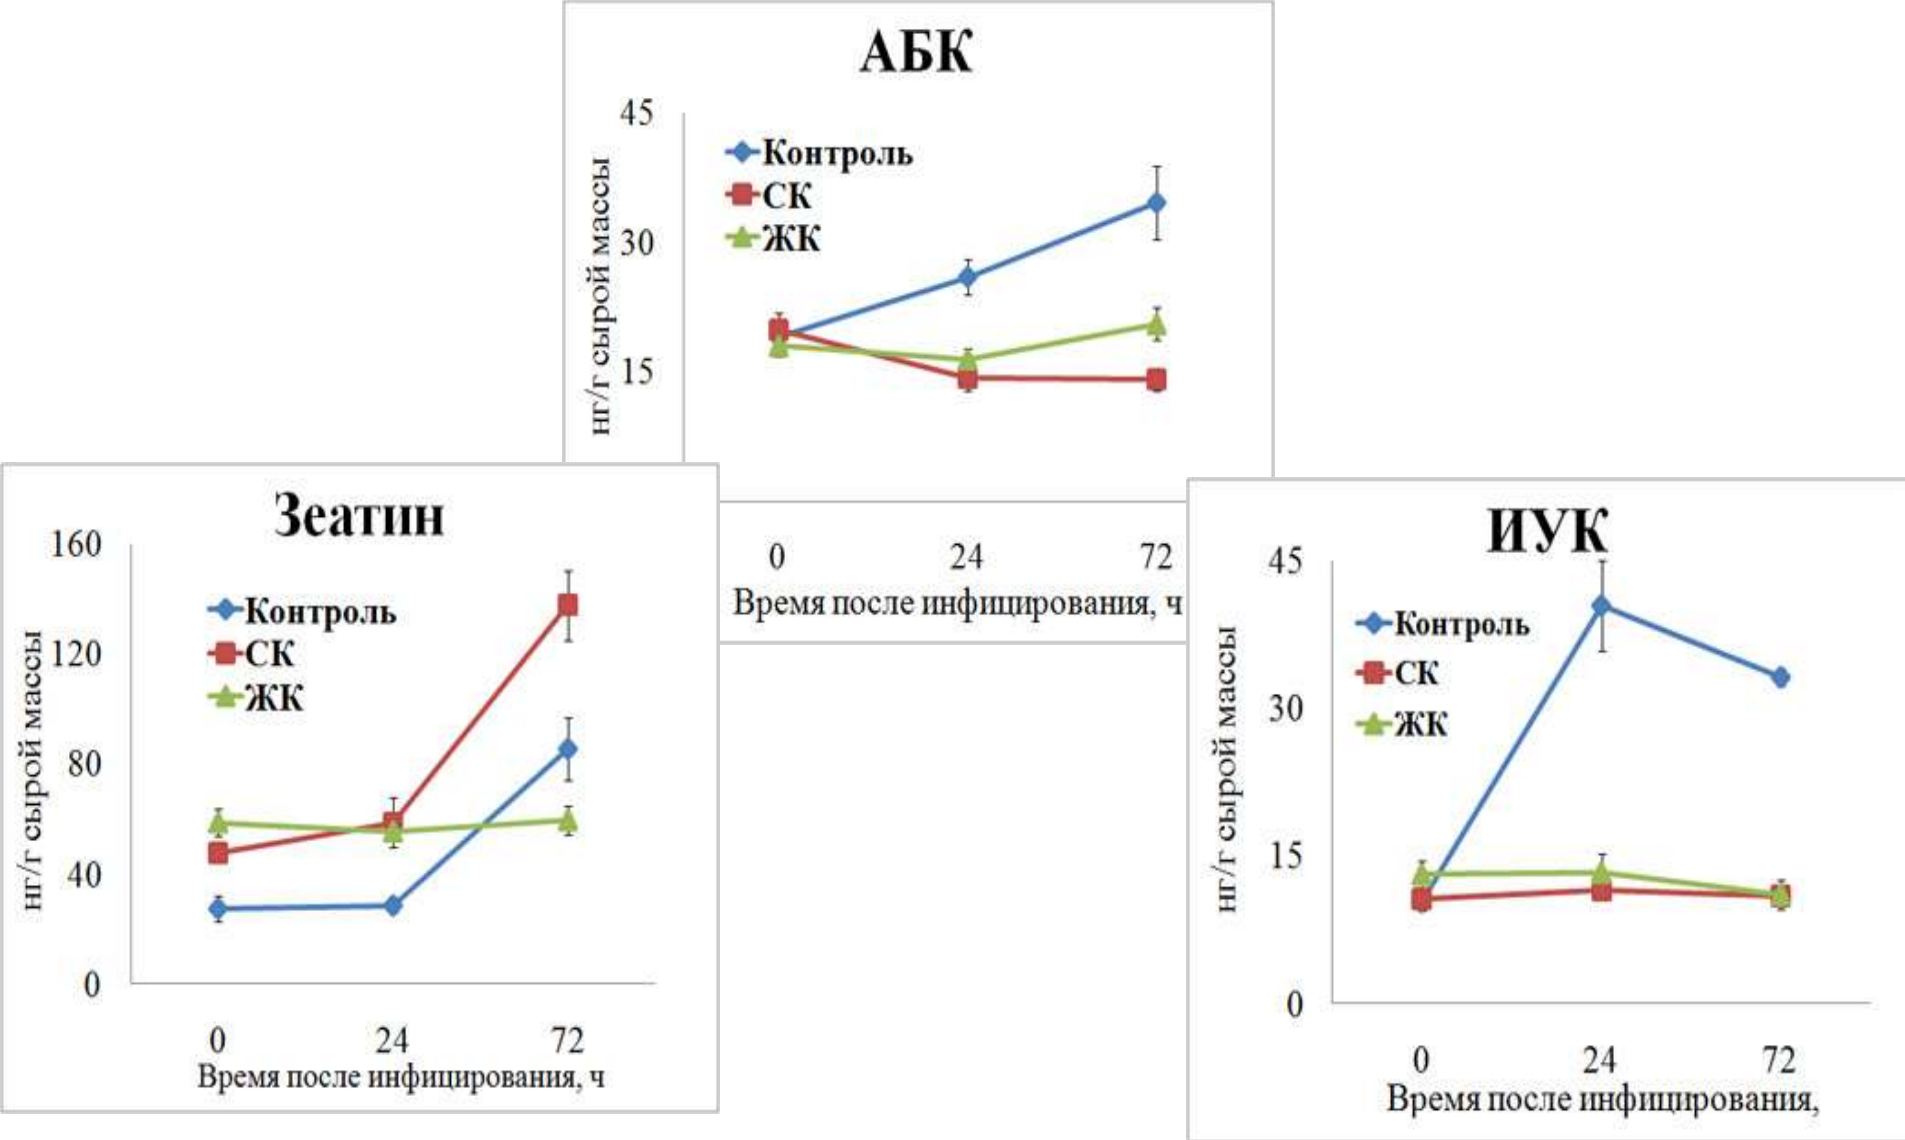 АБК
45
30
15
нг/г сырой массы
Контроль
СК
ЖК
0 24 72
Время после инфицирования, ч
Зеатин
160
120
80
40
0
нг/г сырой массы
Контроль
СК
ЖК
0 24 72
Время после инфицирования, ч
ИУК
45
30
15
0
нг/г сырой массы
Контроль
СК
ЖК
0 24 72
Время после инфицирования,